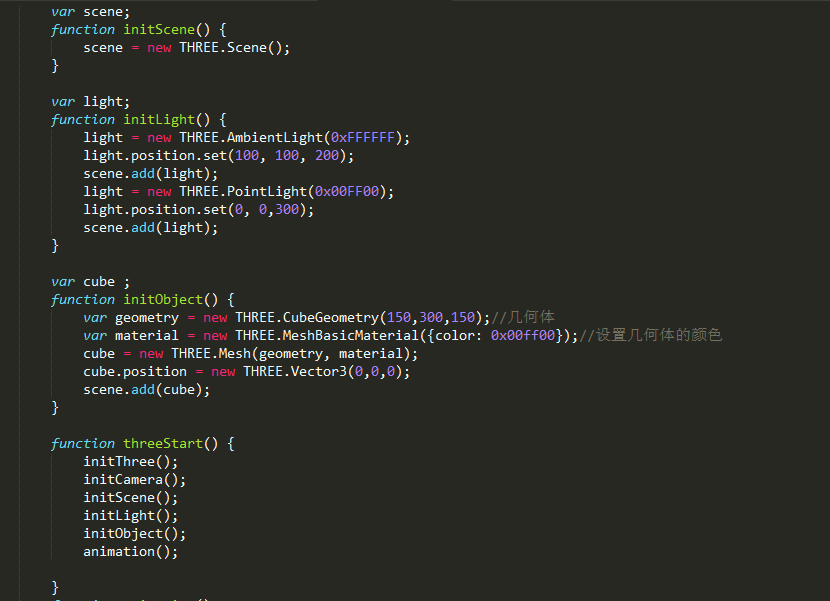 var scene;
function initScene() {
    scene = new THREE.Scene();
}
var light;
function initLight() {
    light = new THREE.AmbientLight(0xFFFFFF);
    light.position.set(100, 100, 200);
    scene.add(light);
    light = new THREE.PointLight(0x00FF00);
    light.position.set(0, 0,300);
    scene.add(light);
}
var cube ;
function initObject() {
    var geometry = new THREE.CubeGeometry(150,300,150);//几何体
    var material = new THREE.MeshBasicMaterial({color: 0x00ff00});//设置几何体的颜色
    cube = new THREE.Mesh(geometry, material);
    cube.position = new THREE.Vector3(0,0,0);
    scene.add(cube);
}
function threeStart() {
    initThree();
    initCamera();
    initScene();
    initLight();
    initObject();
    animation();
}